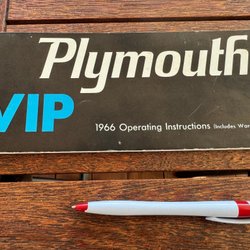 Plymouth
VIP
1966 Operating Instructions (Includes War